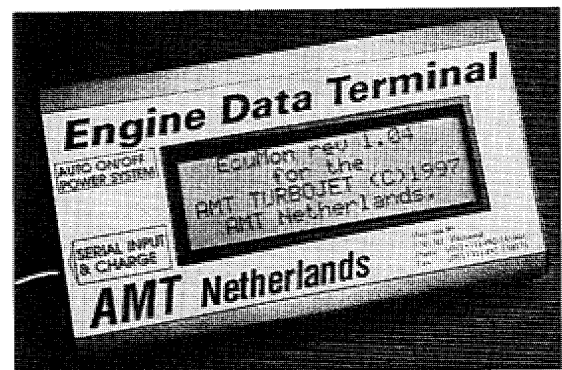 Engine Data Terminal
AUTO ON/OFF
POWER SYSTEM
EcuMon rev 1.04
for the
AMT TURBOJET (C)1997
AMT Netherlands.
SERIAL INPUT
& CHARGE
AMT Netherlands